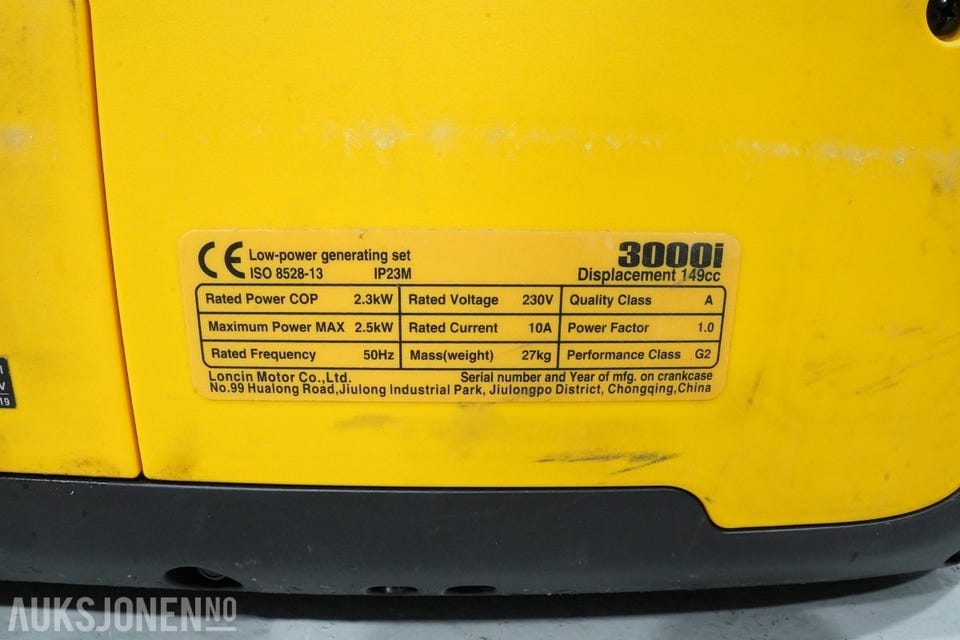 CE Low-power generating set 3000i
ISO 8528-13 IP23M Displacement 149cc
Rated Power COP 2.3kW Rated Voltage 230V Quality Class A
Maximum Power MAX 2.5kW Rated Current 10A Power Factor 1.0
Rated Frequency 50Hz Mass(weight) 27kg Performance Class G2
Loncin Motor Co.,Ltd. Serial number and Year of mfg. on crankcase
No.99 Hualong Road,Jiulong Industrial Park, Jiulongpo District, Chongqing,China
19
AUKSJONEN.NO